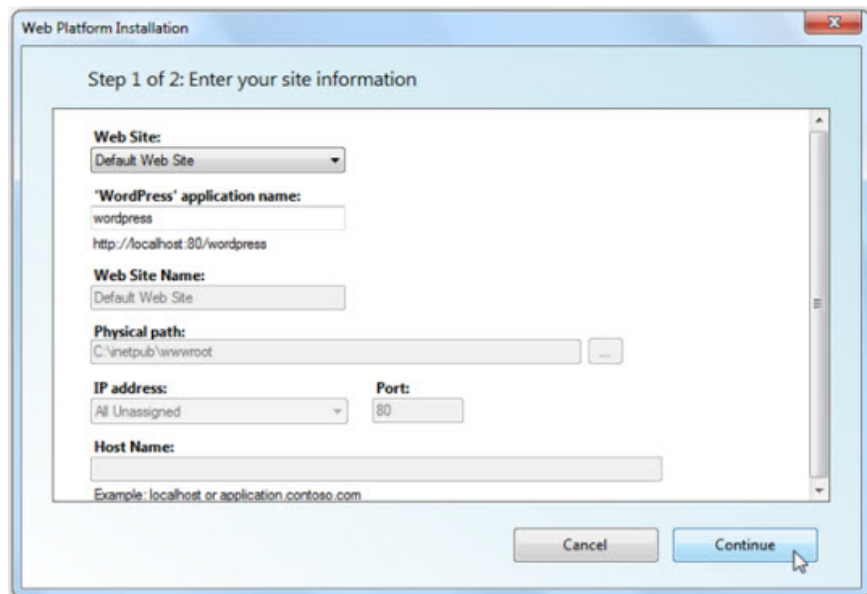 Web Platform Installation
Step 1 of 2: Enter your site information
Web Site:
Default Web Site
'WordPress' application name:
wordpress
http://localhost:80/wordpress
Web Site Name:
Default Web Site
Physical path:
C:\inetpub\wwwroot
...
IP address: Port:
All Unassigned 80
Host Name:
Example: localhost or application.contoso.com
Cancel Continue